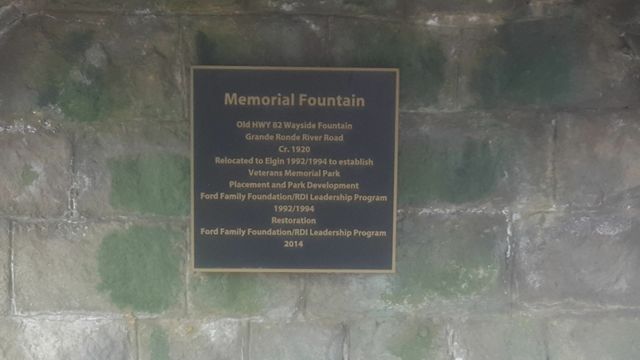 Memorial Fountain
Old HWY 82 Wayside Fountain
Grande Ronde River Road
Cr. 1920
Relocated to Elgin 1992/1994 to establish
Veterans Memorial Park
Placement and Park Development
Ford Family Foundation/RDI Leadership Program
1992/1994
Restoration
Ford Family Foundation/RDI Leadership Program
2014